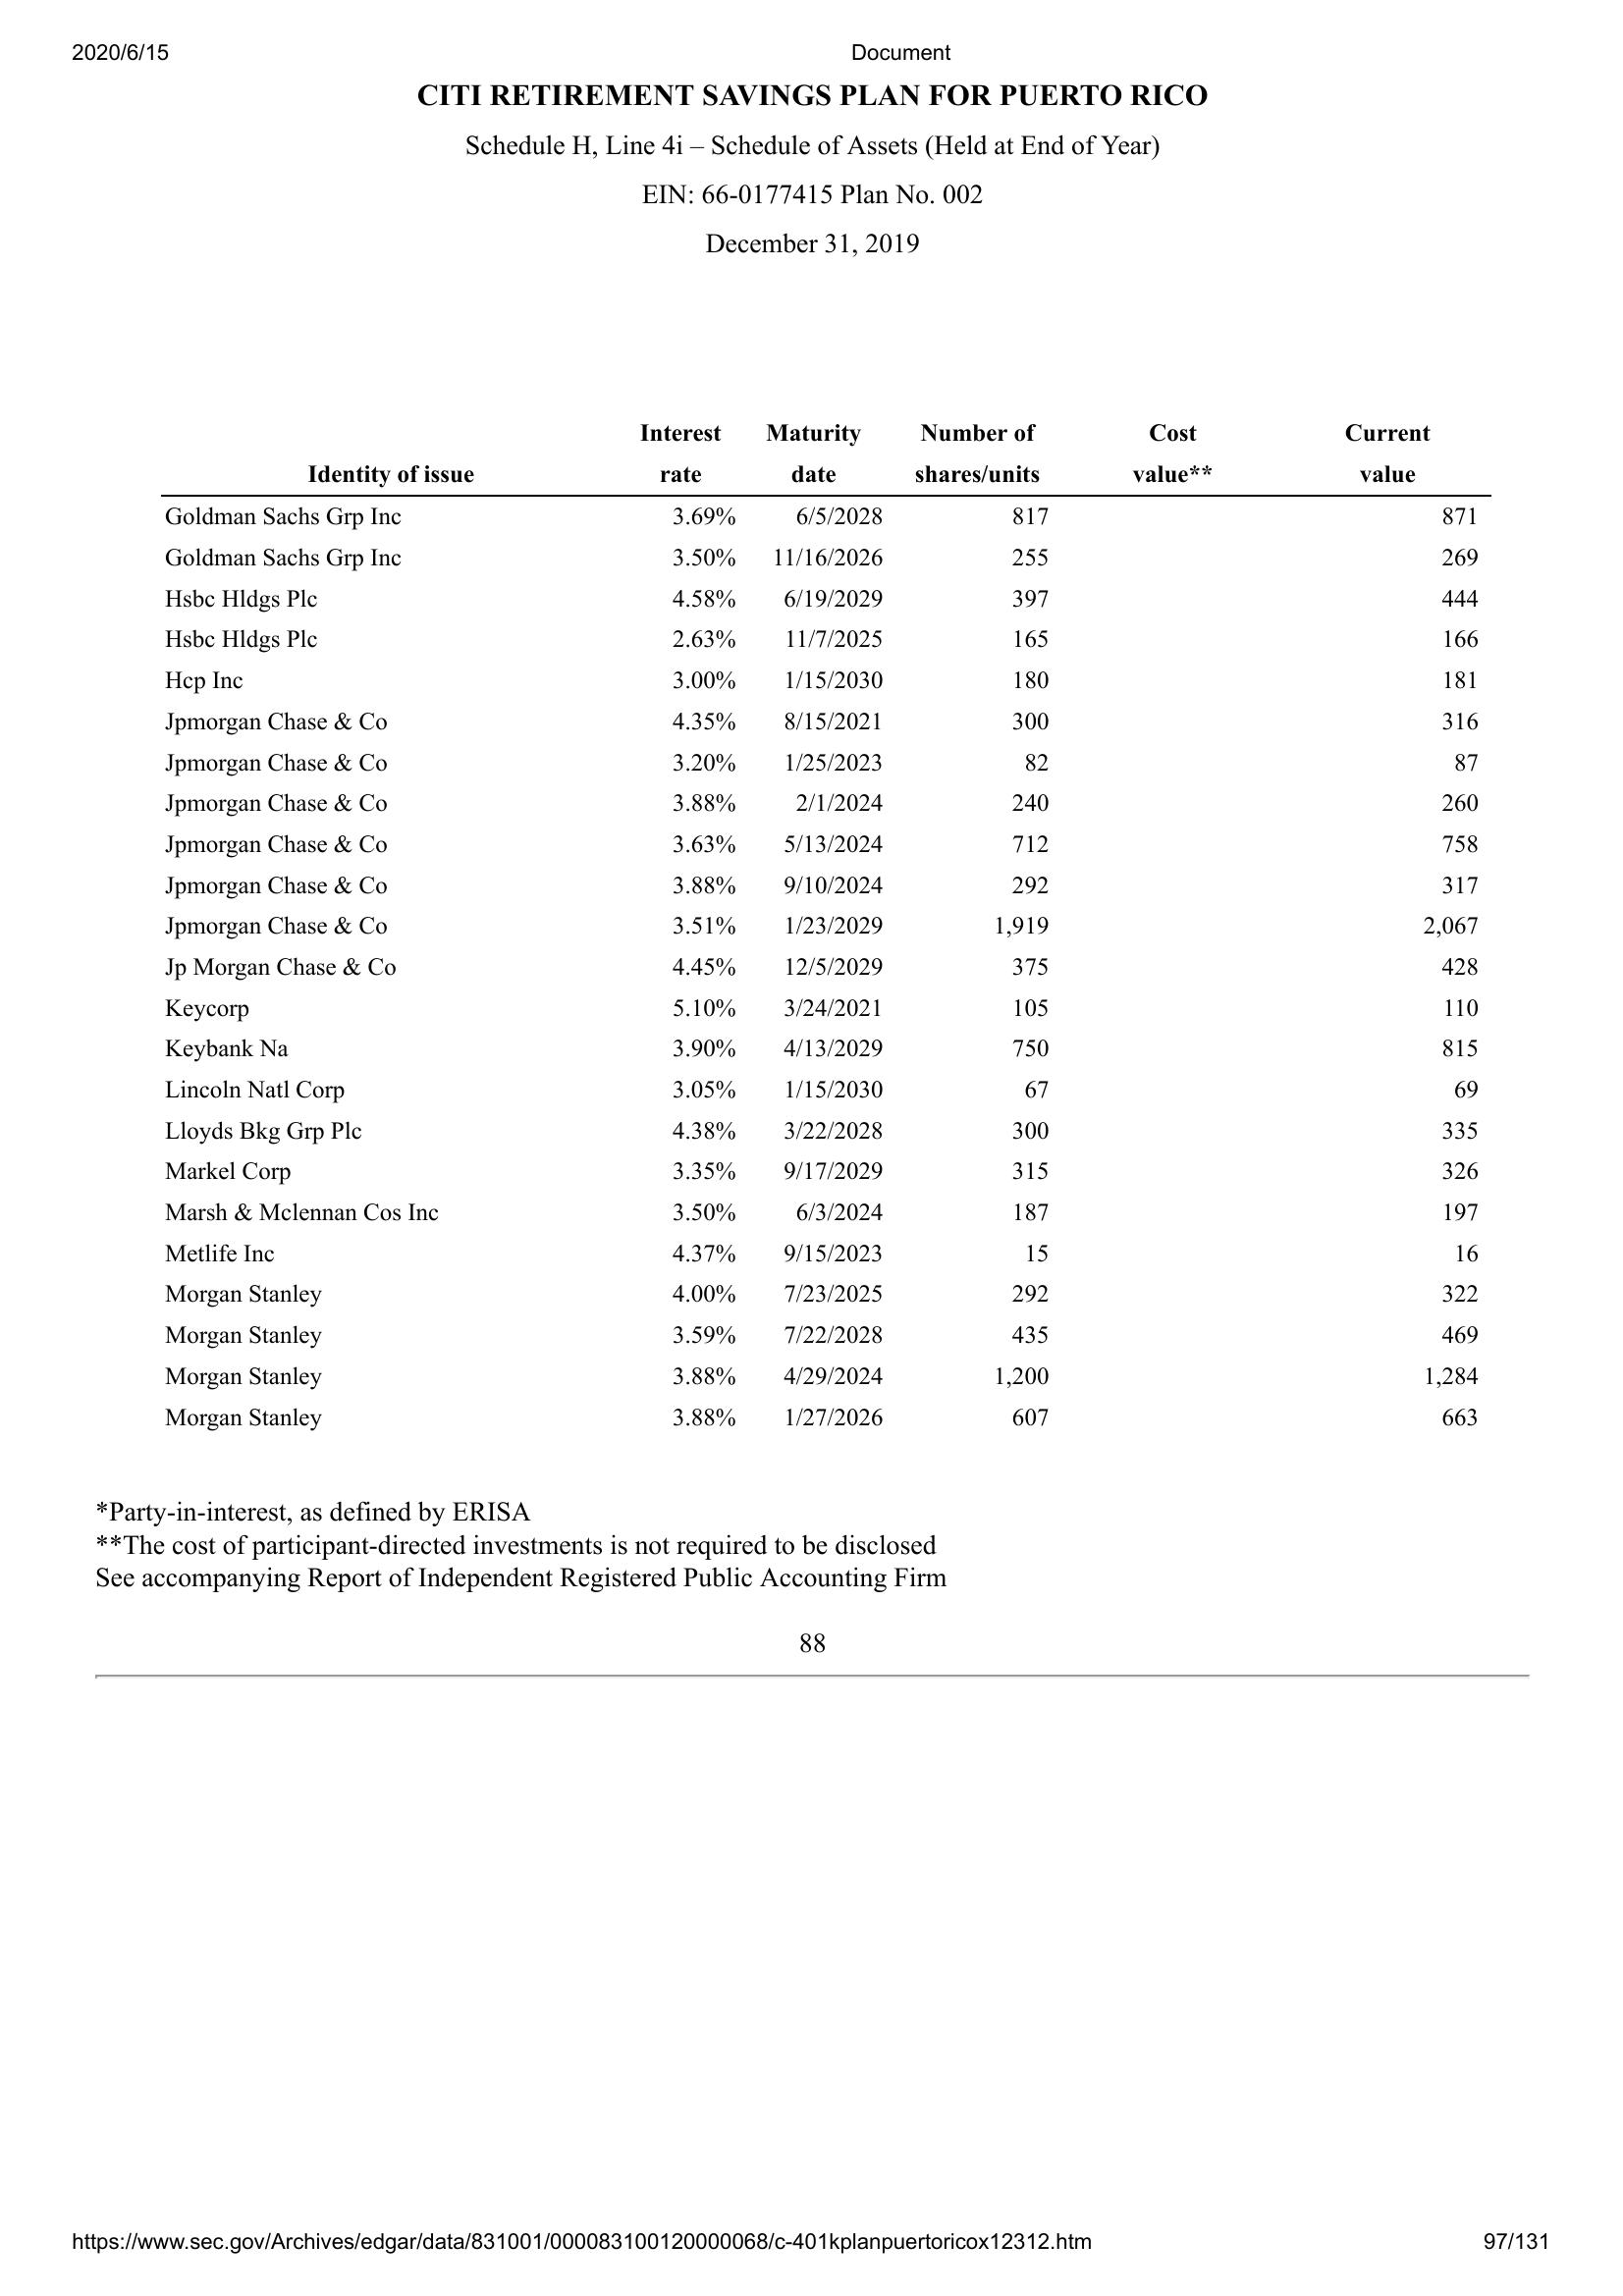 2020/6/15 Document
CITI RETIREMENT SAVINGS PLAN FOR PUERTO RICO
Schedule H, Line 4i – Schedule of Assets (Held at End of Year)
EIN: 66-0177415 Plan No. 002
December 31, 2019
Interest Maturity Number of Cost Current
Identity of issue rate date shares/units value** value
Goldman Sachs Grp Inc 3.69% 6/5/2028 817 871
Goldman Sachs Grp Inc 3.50% 11/16/2026 255 269
Hsbc Hldgs Plc 4.58% 6/19/2029 397 444
Hsbc Hldgs Plc 2.63% 11/7/2025 165 166
Hcp Inc 3.00% 1/15/2030 180 181
Jpmorgan Chase & Co 4.35% 8/15/2021 300 316
Jpmorgan Chase & Co 3.20% 1/25/2023 82 87
Jpmorgan Chase & Co 3.88% 2/1/2024 240 260
Jpmorgan Chase & Co 3.63% 5/13/2024 712 758
Jpmorgan Chase & Co 3.88% 9/10/2024 292 317
Jpmorgan Chase & Co 3.51% 1/23/2029 1,919 2,067
Jp Morgan Chase & Co 4.45% 12/5/2029 375 428
Keycorp 5.10% 3/24/2021 105 110
Keybank Na 3.90% 4/13/2029 750 815
Lincoln Natl Corp 3.05% 1/15/2030 67 69
Lloyds Bkg Grp Plc 4.38% 3/22/2028 300 335
Markel Corp 3.35% 9/17/2029 315 326
Marsh & Mclennan Cos Inc 3.50% 6/3/2024 187 197
Metlife Inc 4.37% 9/15/2023 15 16
Morgan Stanley 4.00% 7/23/2025 292 322
Morgan Stanley 3.59% 7/22/2028 435 469
Morgan Stanley 3.88% 4/29/2024 1,200 1,284
Morgan Stanley 3.88% 1/27/2026 607 663
*Party-in-interest, as defined by ERISA
**The cost of participant-directed investments is not required to be disclosed
See accompanying Report of Independent Registered Public Accounting Firm
88
https://www.sec.gov/Archives/edgar/data/831001/000083100120000068/c-401kplanpuertoricox12312.htm 97/131